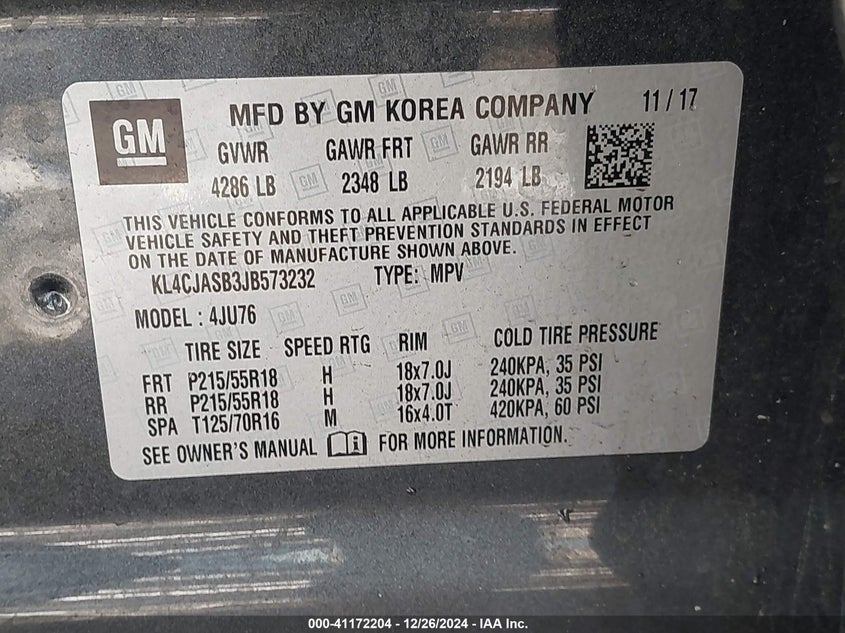 GM
MFD BY GM KOREA COMPANY 11 / 17
GVWR GAWR FRT GAWR RR
4286 LB 2348 LB 2194 LB
THIS VEHICLE CONFORMS TO ALL APPLICABLE U.S. FEDERAL MOTOR
VEHICLE SAFETY AND THEFT PREVENTION STANDARDS IN EFFECT
ON THE DATE OF MANUFACTURE SHOWN ABOVE.
KL4CJASB3JB573232 TYPE: MPV
MODEL : 4JU76
TIRE SIZE SPEED RTG RIM COLD TIRE PRESSURE
FRT P215/55R18 H 18x7.0J 240KPA, 35 PSI
RR P215/55R18 H 18x7.0J 240KPA, 35 PSI
SPA T125/70R16 M 16x4.0T 420KPA, 60 PSI
SEE OWNER'S MANUAL FOR MORE INFORMATION.
000-41172204 - 12/26/2024 - IAA Inc.